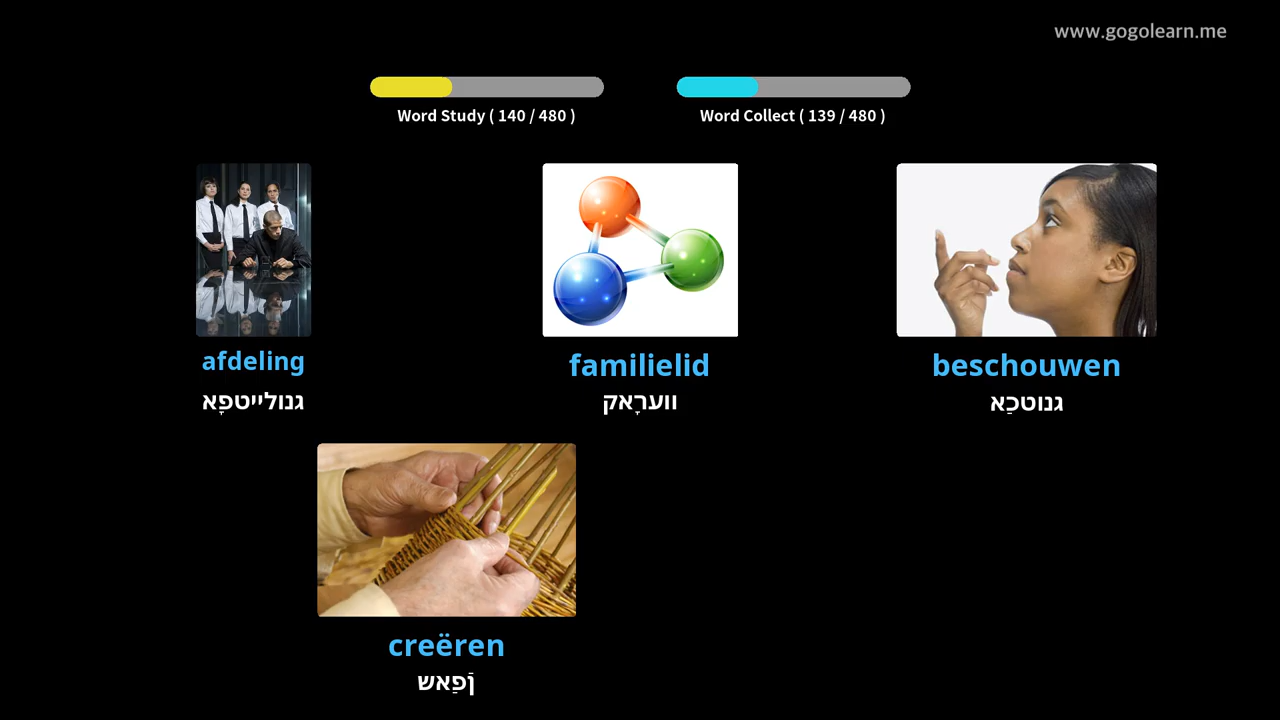 www.gogolearn.me
Word Study ( 140 / 480 )
Word Collect ( 139 / 480 )
afdeling
גנולייטפָא
familielid
ווערָאק
beschouwen
גנוטכַא
creëren
ןֿפַאש